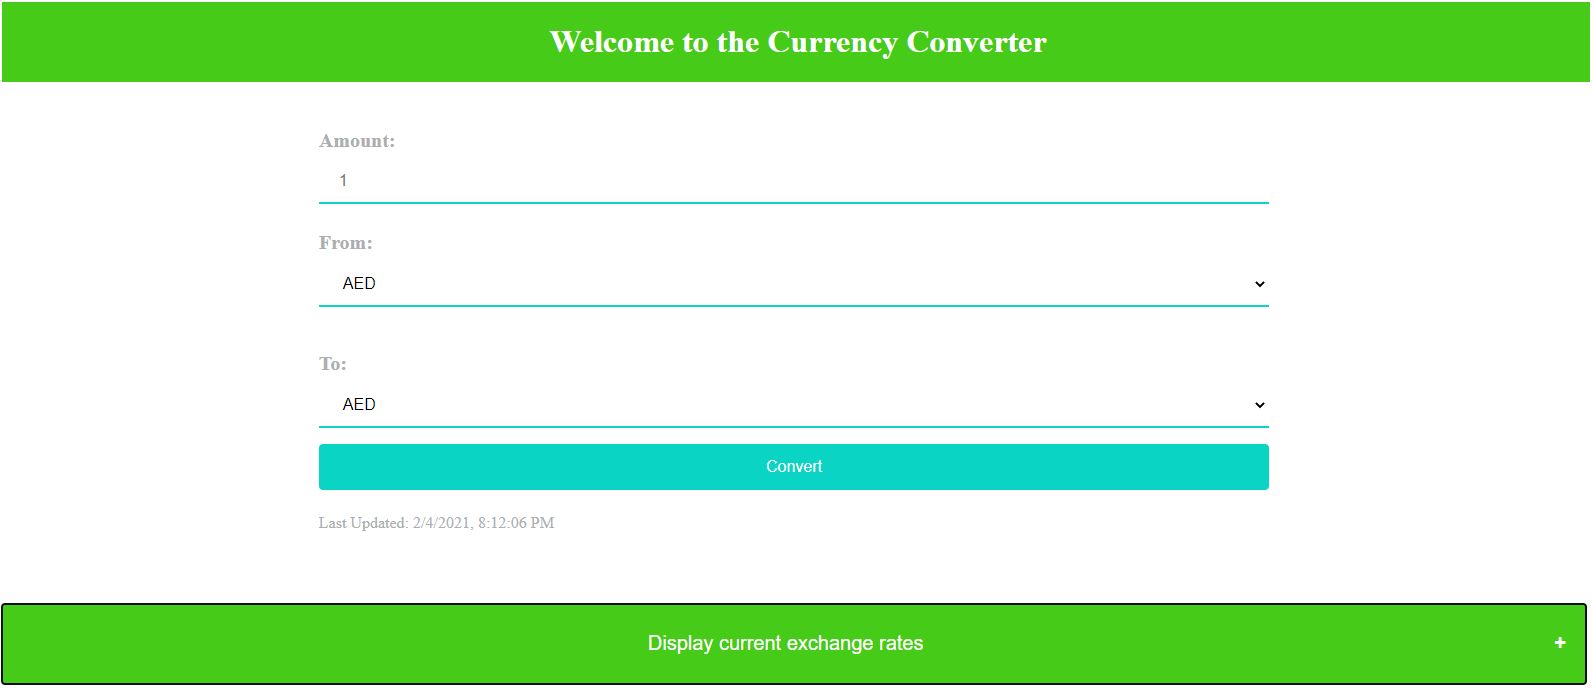 Welcome to the Currency Converter
Amount:
1
From:
AED
To:
AED
Convert
Last Updated: 2/4/2021, 8:12:06 PM
Display current exchange rates +